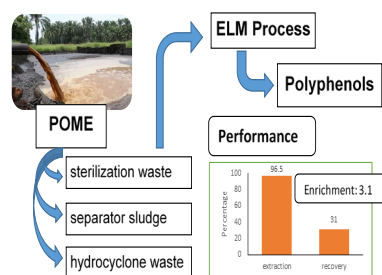 ELM Process
Polyphenols
POME
sterilization waste
separator sludge
hydrocyclone waste
Performance
Enrichment: 3.1
Percentage
100
80
60
40
20
0
96.5
31
extraction
recovery